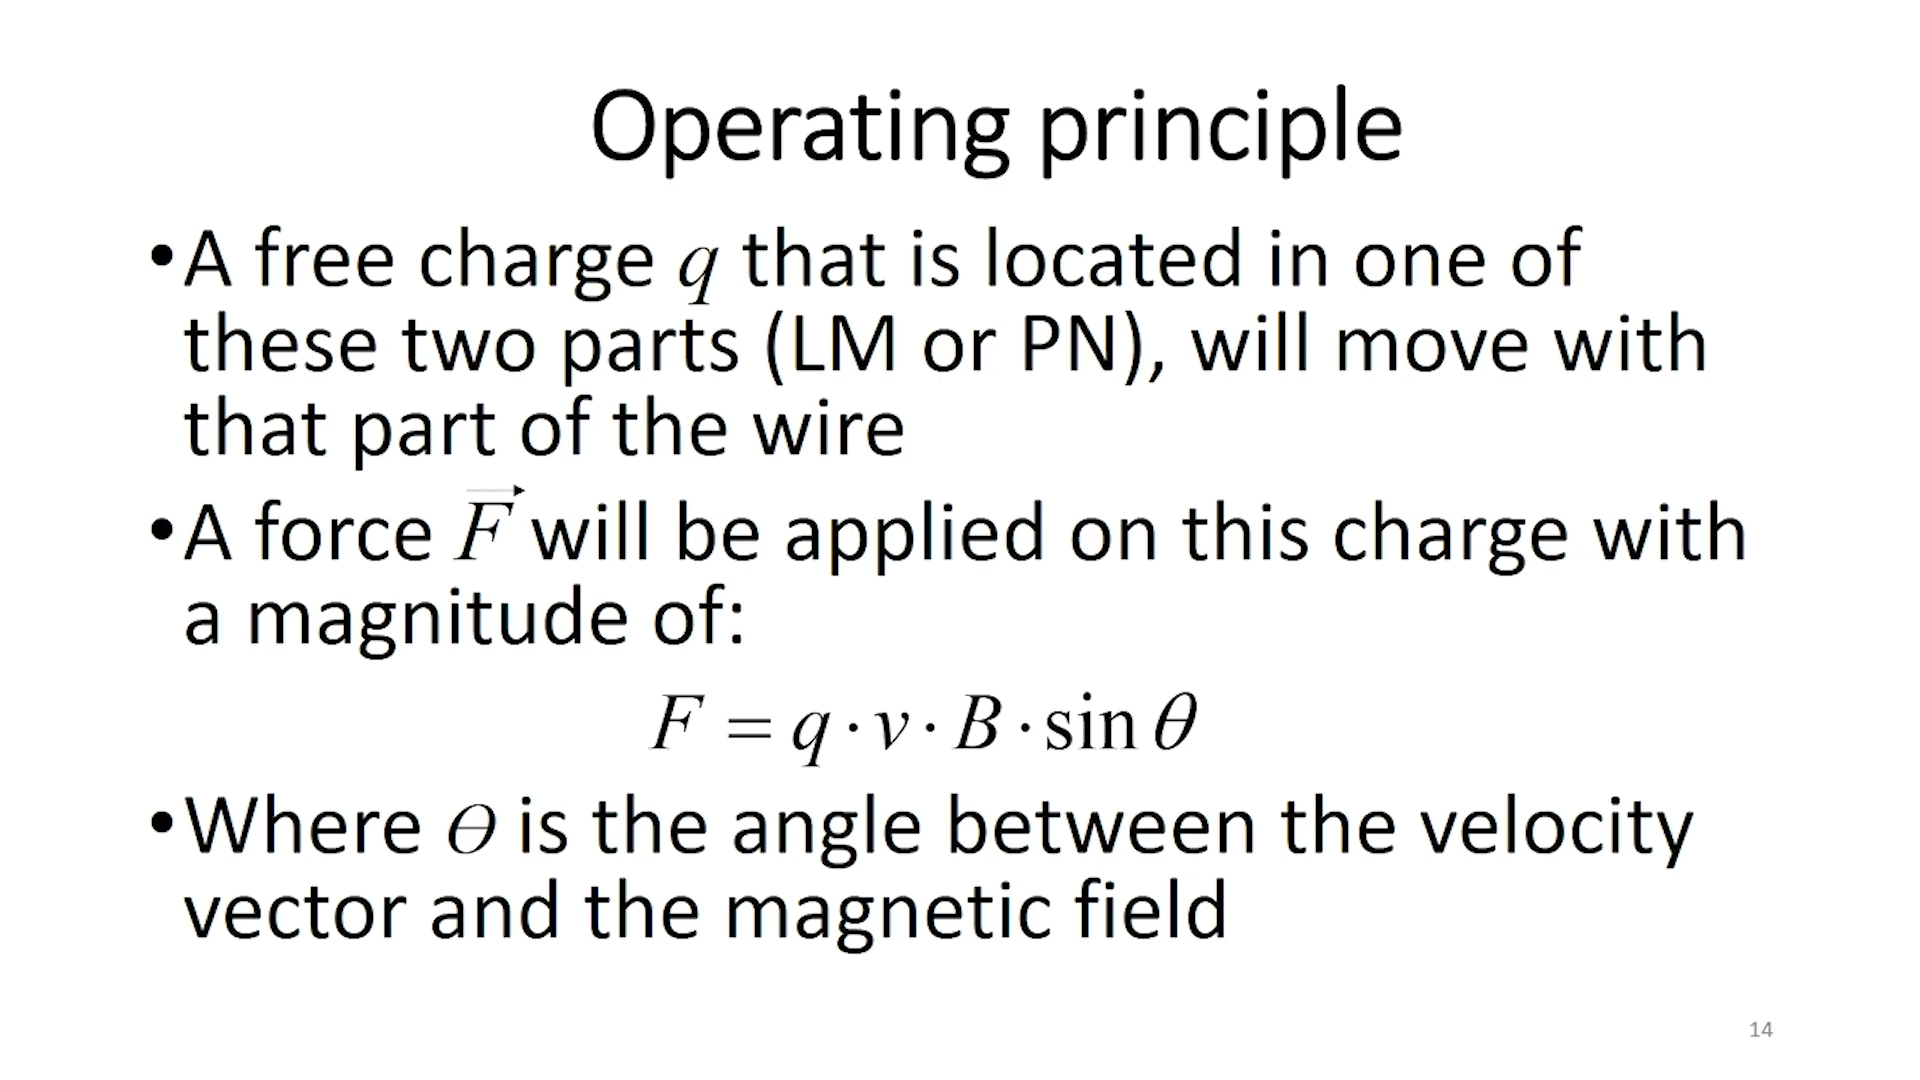 Operating principle
•A free charge q that is located in one of
these two parts (LM or PN), will move with
that part of the wire
•A force F⃗ will be applied on this charge with
a magnitude of:
F = q · v · B · sin θ
•Where Θ is the angle between the velocity
vector and the magnetic field
14